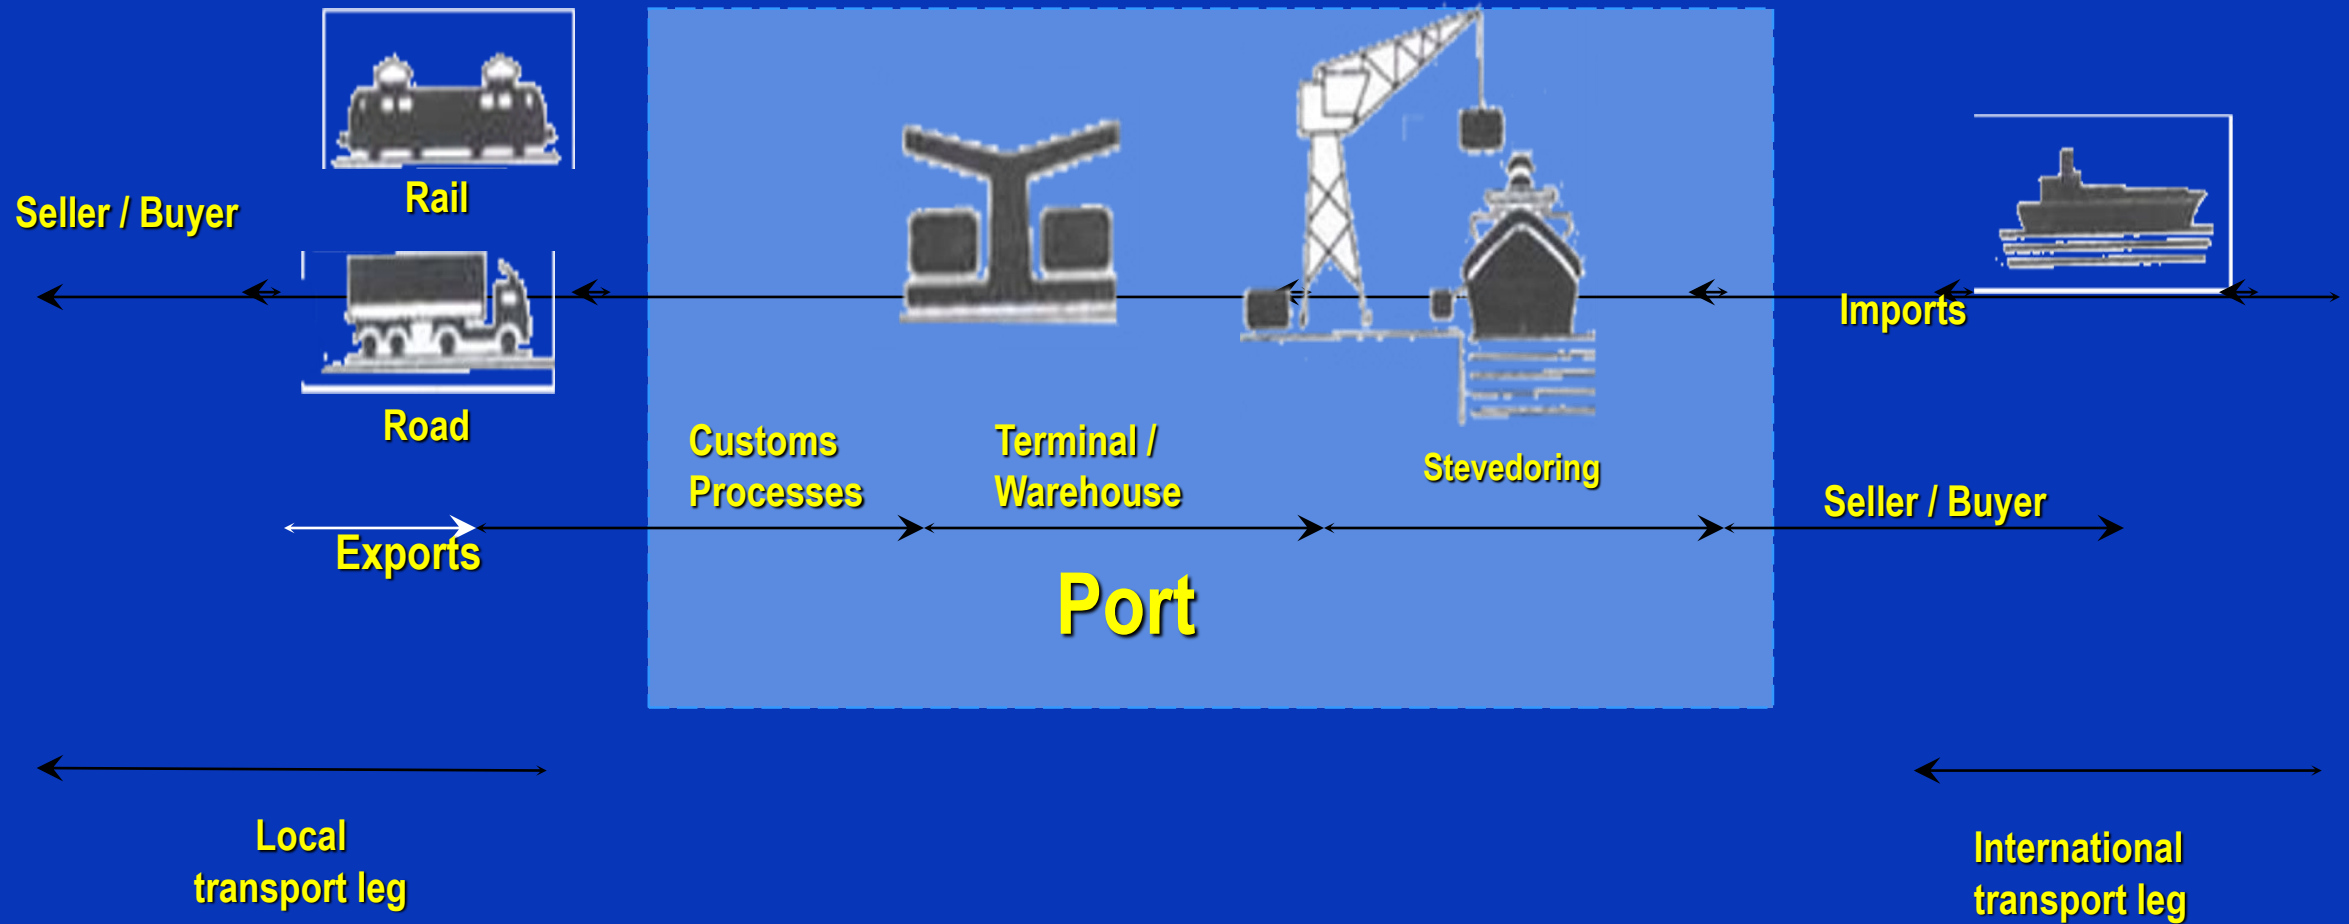 Rail
Seller / Buyer
Imports
Road
Customs
Processes
Terminal /
Warehouse
Stevedoring
Seller / Buyer
Exports
Port
Local
transport leg
International
transport leg